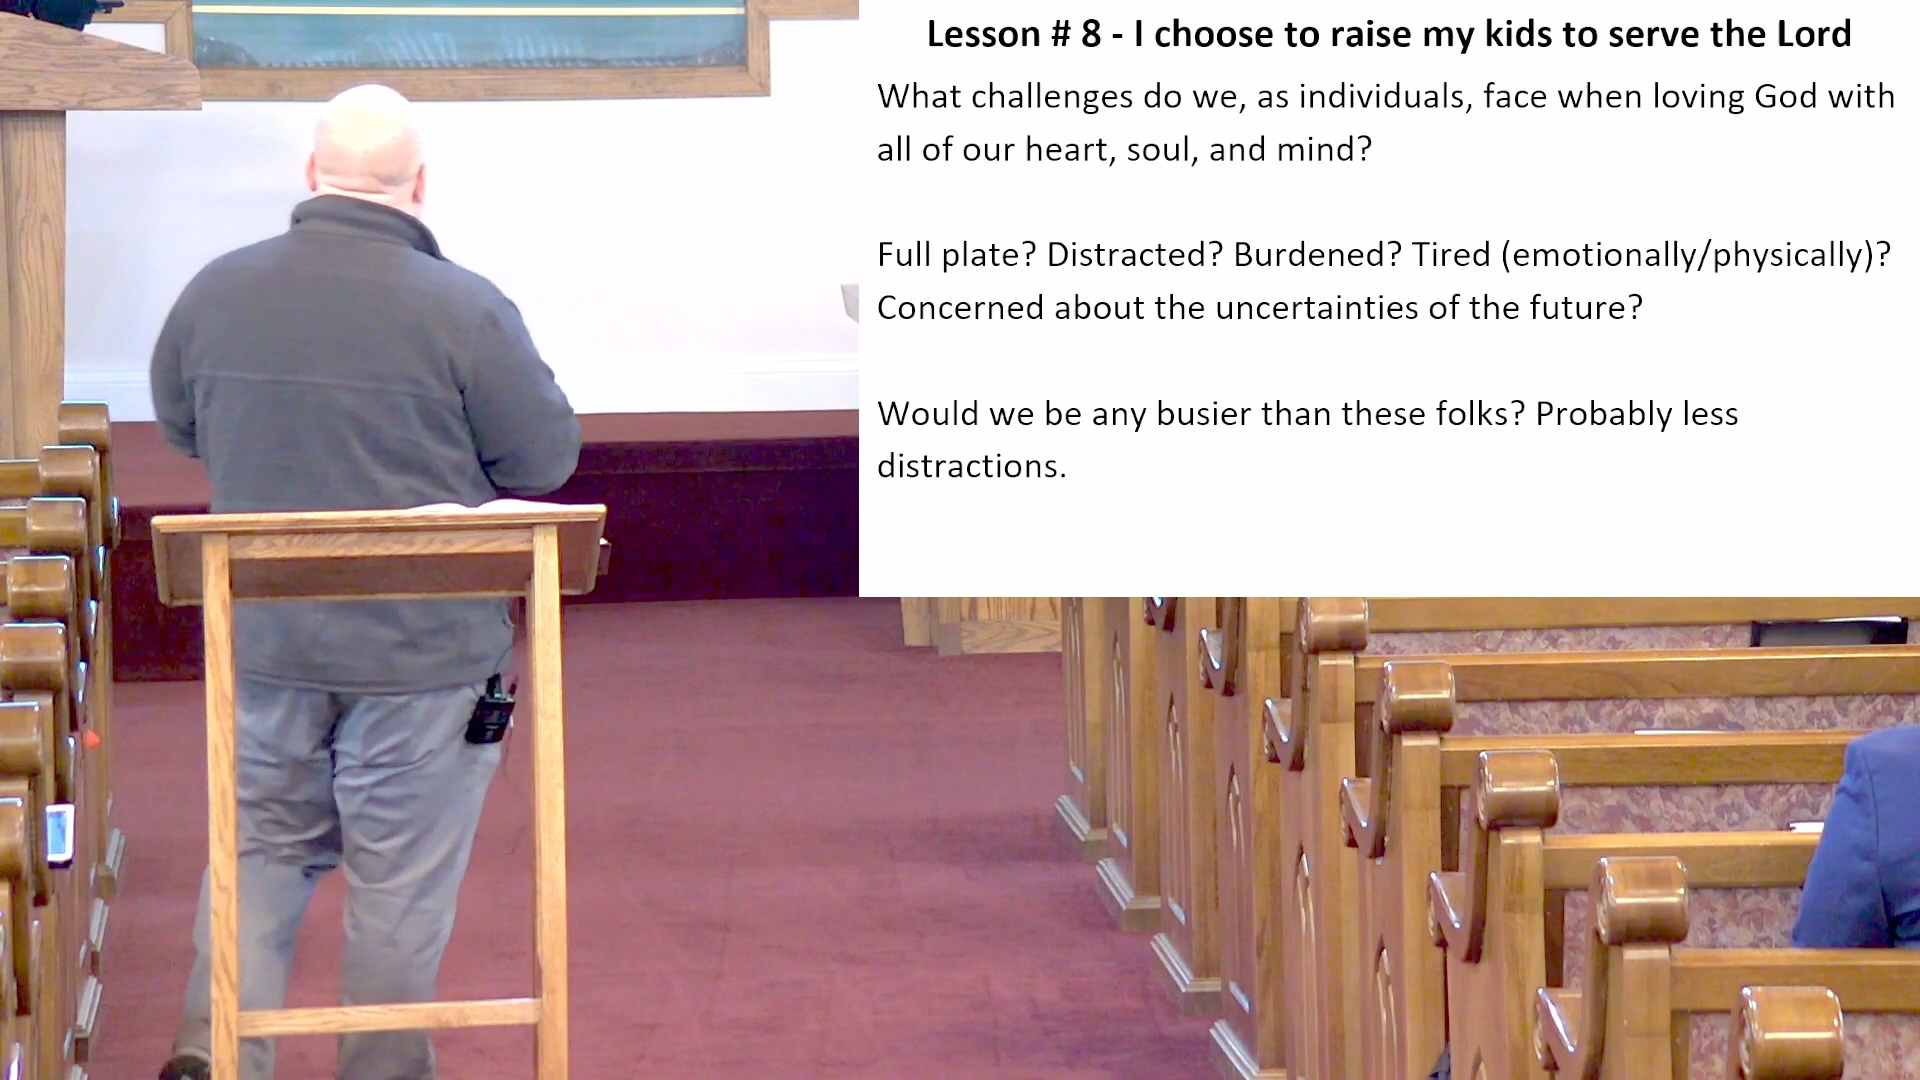 Lesson # 8 - I choose to raise my kids to serve the Lord
What challenges do we, as individuals, face when loving God with
all of our heart, soul, and mind?
Full plate? Distracted? Burdened? Tired (emotionally/physically)?
Concerned about the uncertainties of the future?
Would we be any busier than these folks? Probably less
distractions.